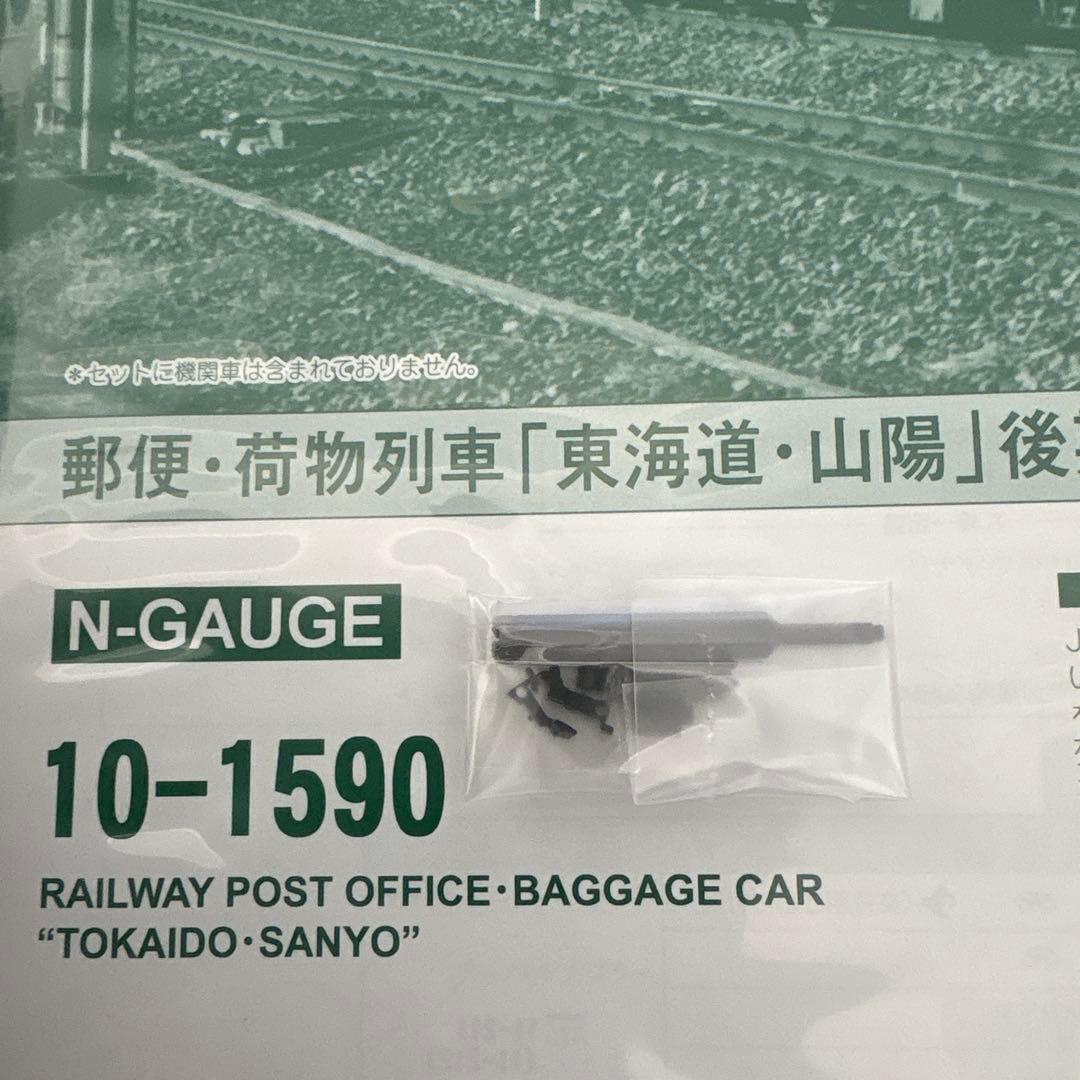 ＊セットに機関車は含まれておりません。
郵便・荷物列車「東海道・山陽」後
N-GAUGE
10-1590
RAILWAY POST OFFICE・BAGGAGE CAR
“TOKAIDO・SANYO”